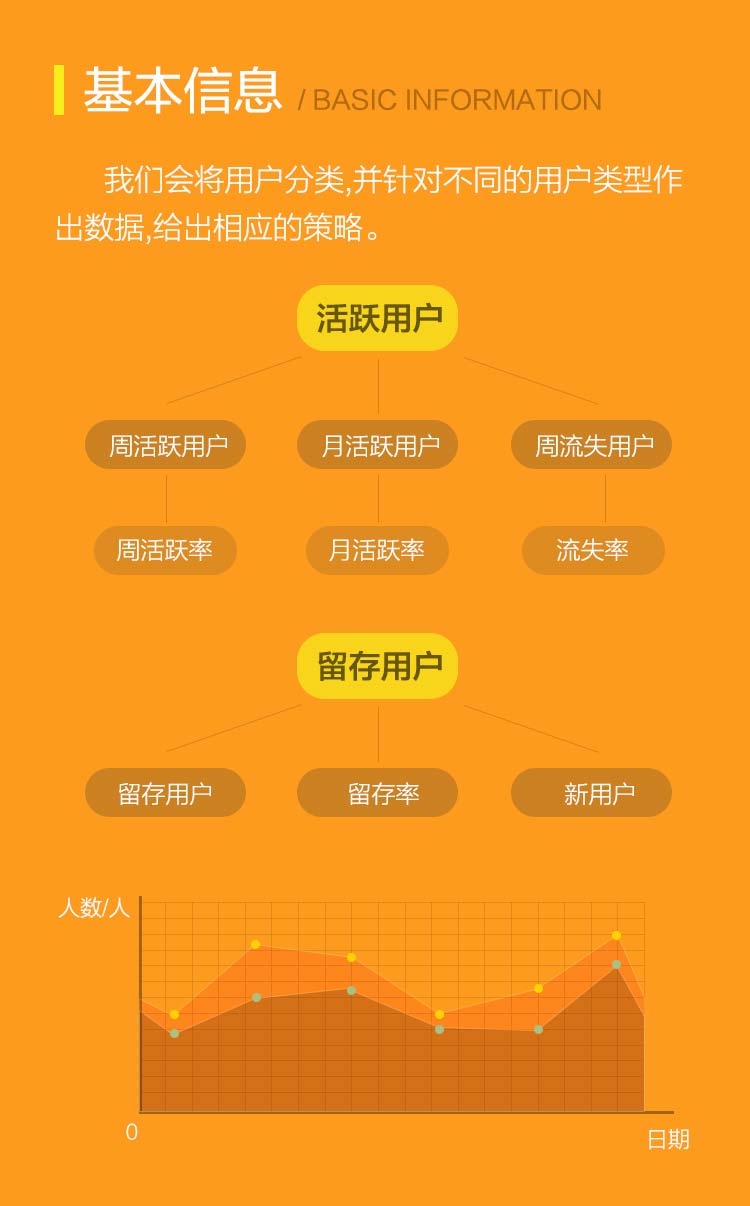 基本信息 / BASIC INFORMATION
我们会将用户分类,并针对不同的用户类型作
出数据,给出相应的策略。
活跃用户
周活跃用户 月活跃用户 周流失用户
周活跃率 月活跃率 流失率
留存用户
留存用户 留存率 新用户
人数/人
0
日期